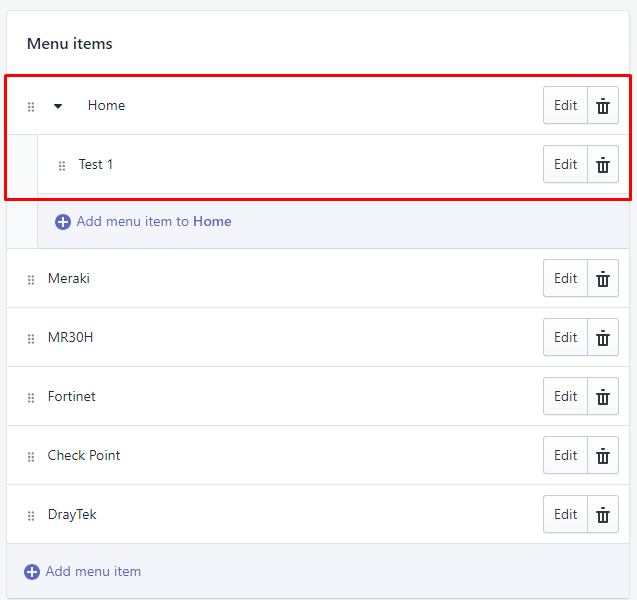 Menu items
Home Edit
Test 1 Edit
Add menu item to Home
Meraki Edit
MR30H Edit
Fortinet Edit
Check Point Edit
DrayTek Edit
Add menu item